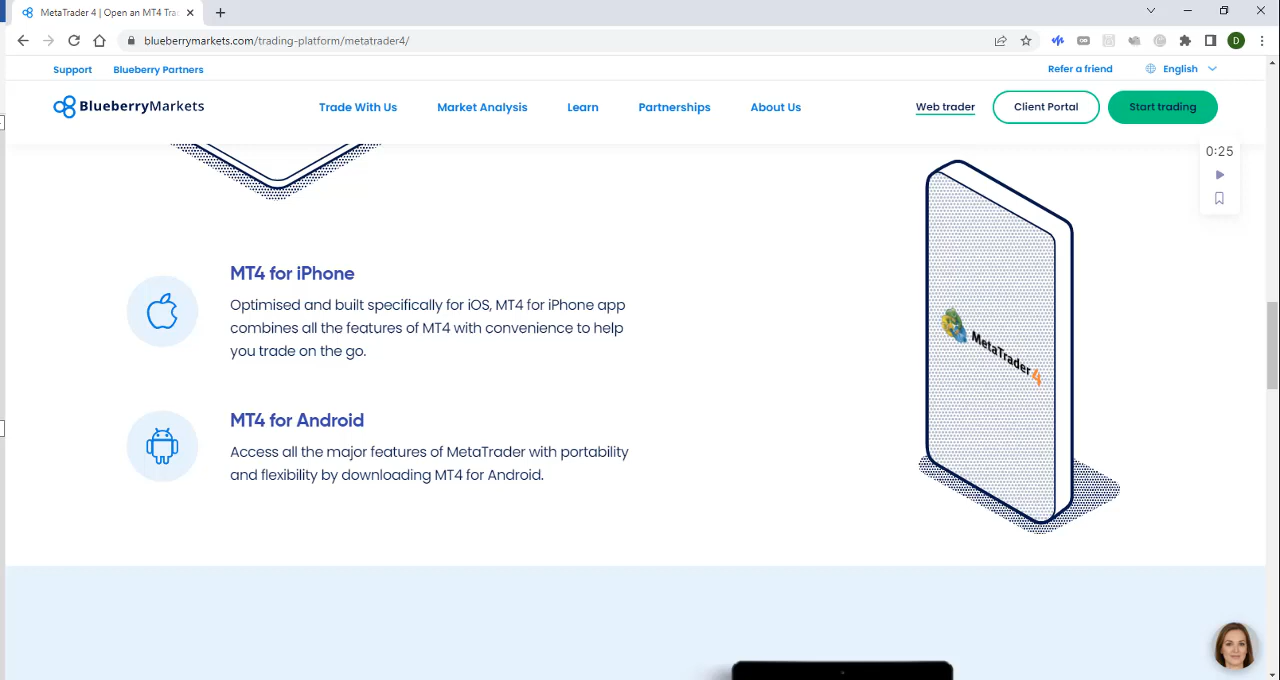 MetaTrader 4 | Open an MT4 Tra
blueberrymarkets.com/trading-platform/metatrader4/
D
Support
Blueberry Partners
Refer a friend
English
BlueberryMarkets
Trade With Us
Market Analysis
Learn
Partnerships
About Us
Web trader
Client Portal
Start trading
0:25
MT4 for iPhone
Optimised and built specifically for iOS, MT4 for iPhone app
combines all the features of MT4 with convenience to help
you trade on the go.
MetaTrader 4
MT4 for Android
Access all the major features of MetaTrader with portability
and flexibility by downloading MT4 for Android.